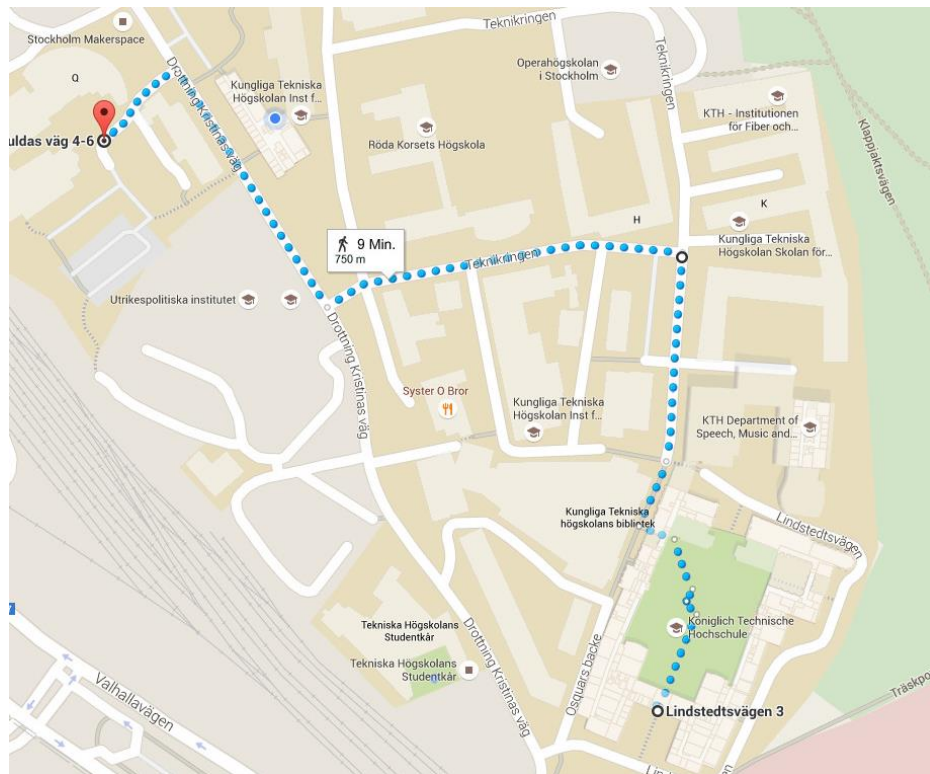 Stockholm Makerspace
Q
uldas väg 4-6
Drottning Kristinas väg
Kungliga Tekniska
Högskolan Inst f...
Teknikringen
Röda Korsets Högskola
Operahögskolan
i Stockholm
Teknikringen
KTH - Institutionen
för Fiber och...
Klappjaktsvägen
H
K
Kungliga Tekniska
Högskolan Skolan för...
9 Min.
750 m
Teknikringen
Utrikespolitiska institutet
Drottning Kristinas väg
Syster O Bror
Kungliga Tekniska
Högskolan Inst f...
KTH Department of
Speech, Music and...
Kungliga Tekniska
högskolans bibliotek
Lindstedtsvägen
Königlich Technische
Hochschule
Tekniska Högskolans
Studentkår
Tekniska Högskolans
Studentkår
Drottning Kristinas väg
Osquars backe
Valhallavägen
Träskpo
Lindstedtsvägen 3